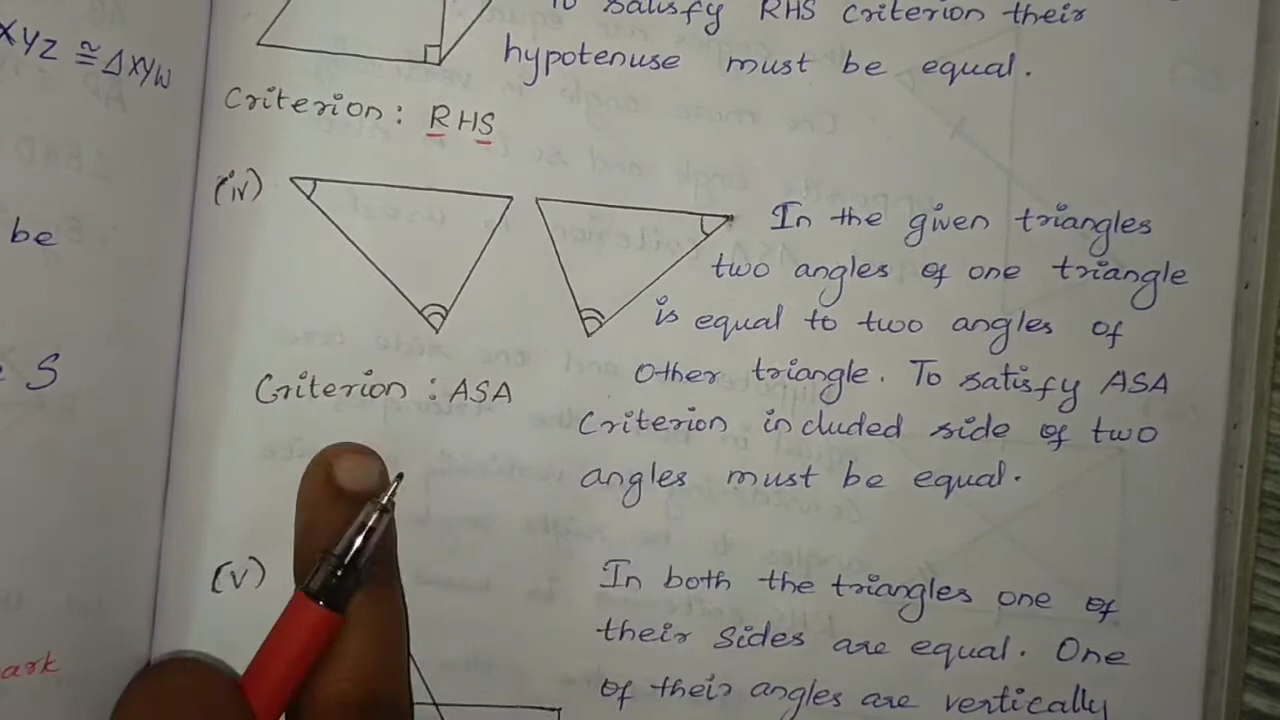 XYZ ≅ ΔXYW
be
S
ark
To satisfy RHS criterion their
hypotenuse must be equal.
Criterion: RHS
(iv)
In the given triangles
two angles of one triangle
is equal to two angles of
other triangle. To satisfy ASA
Criterion included side of two
angles must be equal.
Criterion : ASA
(v)
In both the triangles one of
their sides are equal. One
of their angles are vertically